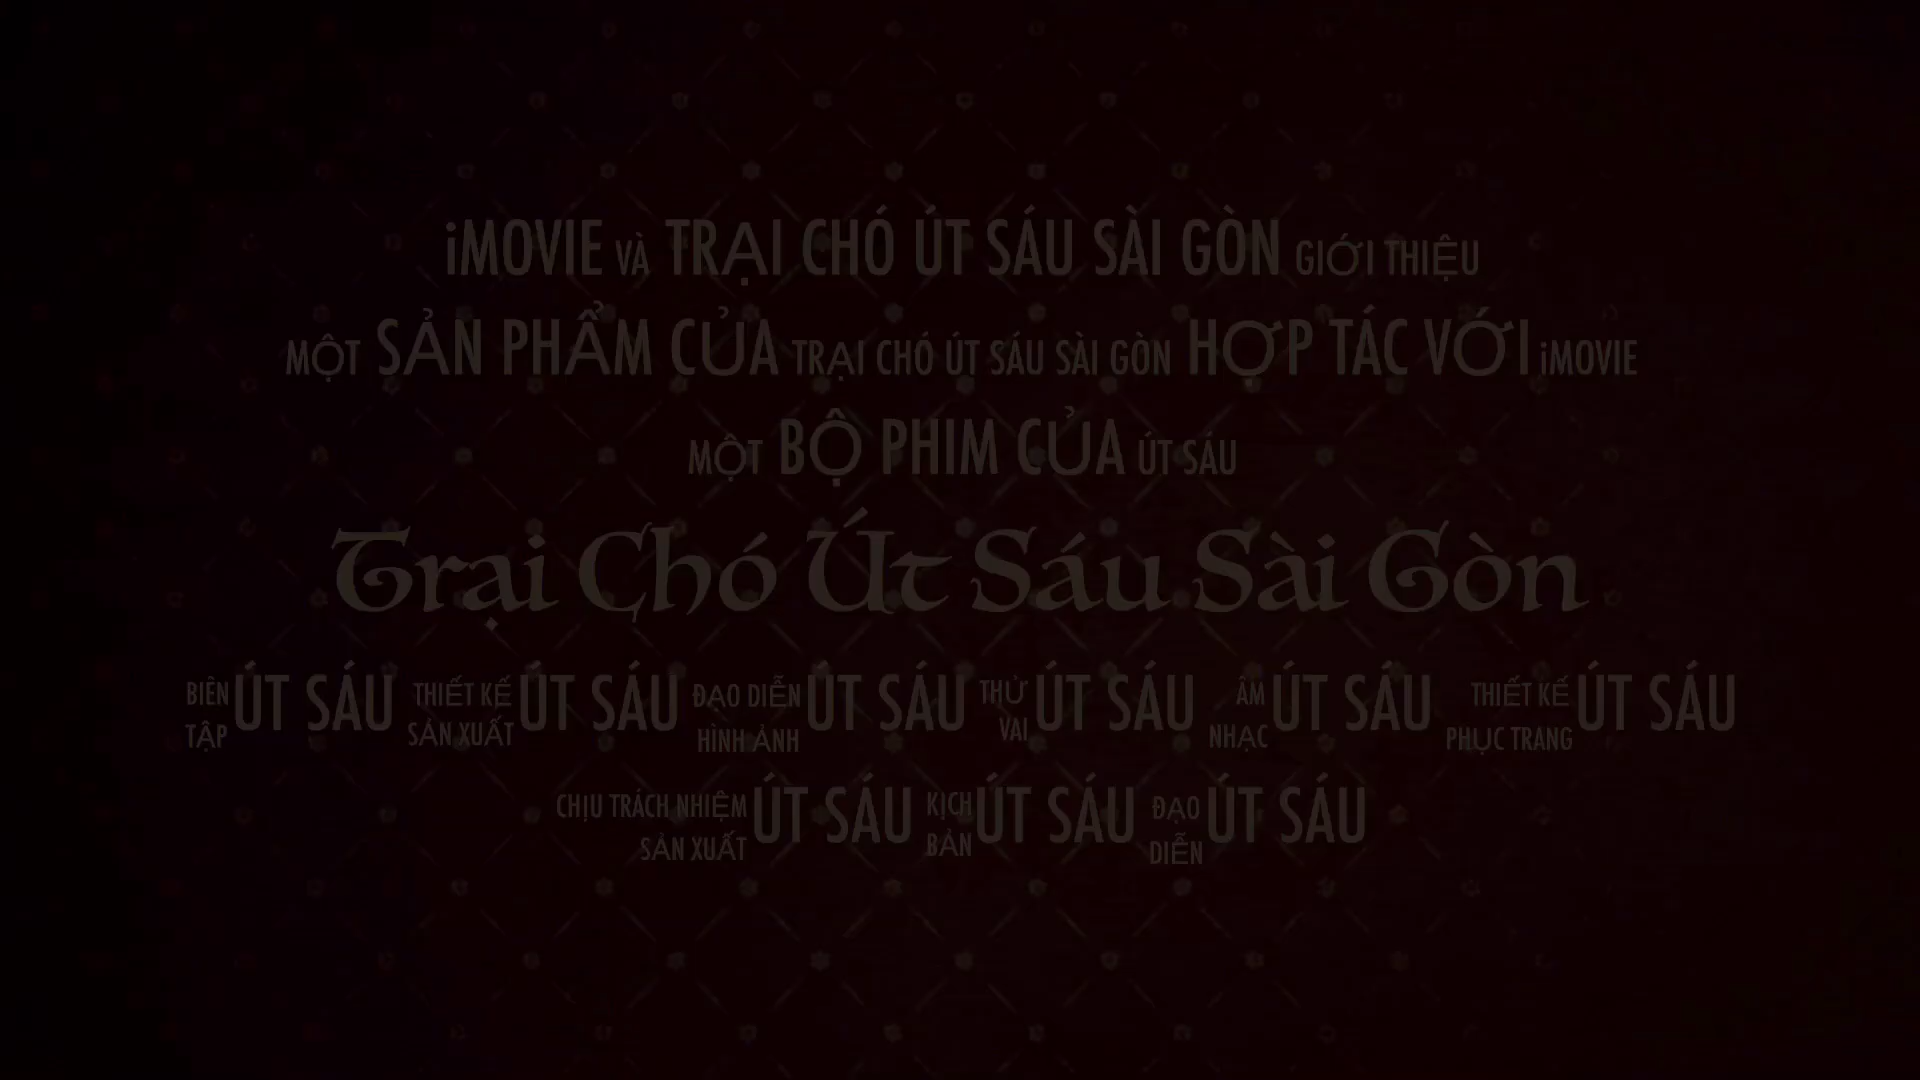 iMOVIE VÀ TRẠI CHÓ ÚT SÁU SÀI GÒN GIỚI THIỆU
MỘT SẢN PHẨM CỦA TRẠI CHÓ ÚT SÁU SÀI GÒN HỢP TÁC VỚI iMOVIE
MỘT BỘ PHIM CỦA ÚT SÁU
Trại Chó Út Sáu Sài Gòn
BIÊN TẬP ÚT SÁU THIẾT KẾ SẢN XUẤT ÚT SÁU ĐẠO DIỄN HÌNH ẢNH ÚT SÁU THỬ VAI ÚT SÁU ÂM NHẠC ÚT SÁU THIẾT KẾ PHỤC TRANG ÚT SÁU
CHỊU TRÁCH NHIỆM SẢN XUẤT ÚT SÁU KỊCH BẢN ÚT SÁU ĐẠO DIỄN ÚT SÁU